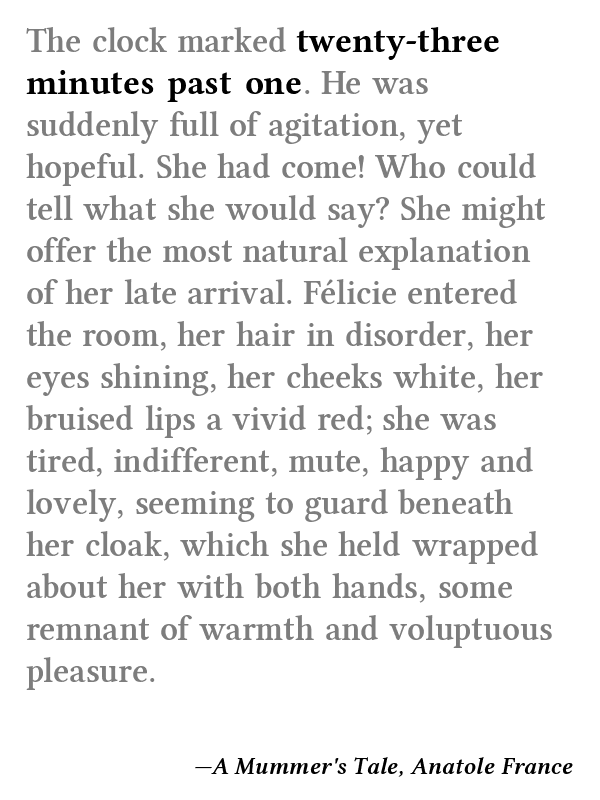 The clock marked twenty-three
minutes past one. He was
suddenly full of agitation, yet
hopeful. She had come! Who could
tell what she would say? She might
offer the most natural explanation
of her late arrival. Félicie entered
the room, her hair in disorder, her
eyes shining, her cheeks white, her
bruised lips a vivid red; she was
tired, indifferent, mute, happy and
lovely, seeming to guard beneath
her cloak, which she held wrapped
about her with both hands, some
remnant of warmth and voluptuous
pleasure.
—A Mummer's Tale, Anatole France